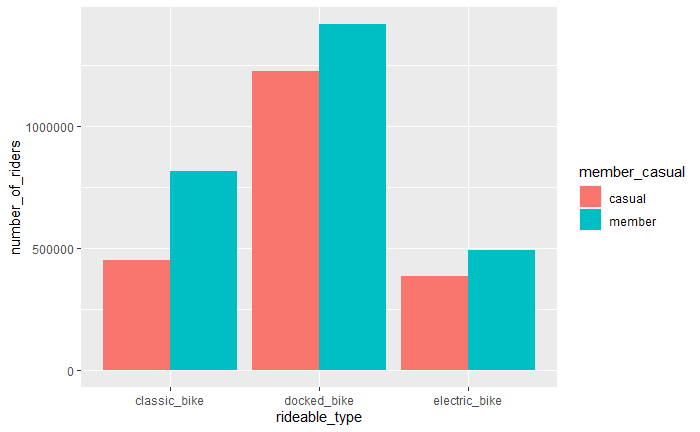 number_of_riders
1000000
500000
0
classic_bike
docked_bike
electric_bike
rideable_type
member_casual
casual
member